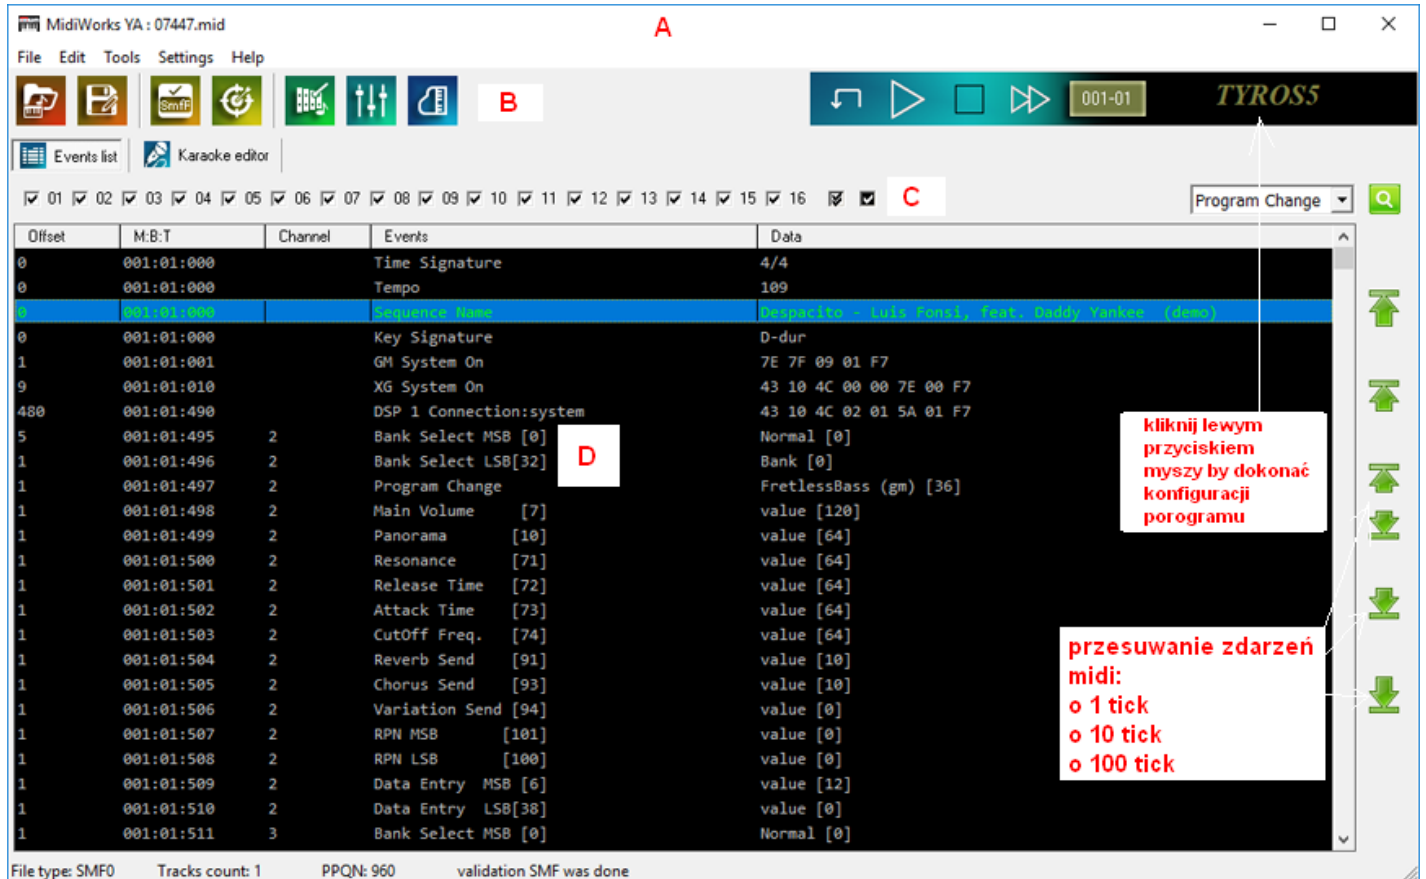 MidiWorks YA : 07447.mid
A
File Edit Tools Settings Help
SmfF
B
001-01
TYROS5
Events list Karaoke editor
01 02 03 04 05 06 07 08 09 10 11 12 13 14 15 16
C
Program Change
Offset M:B:T Channel Events Data
0 001:01:000 Time Signature 4/4
0 001:01:000 Tempo 109
0 001:01:000 Sequence Name Despacito - Luis Fonsi, feat. Daddy Yankee (demo)
0 001:01:000 Key Signature D-dur
1 001:01:001 GM System On 7E 7F 09 01 F7
9 001:01:010 XG System On 43 10 4C 00 00 7E 00 F7
480 001:01:490 DSP 1 Connection:system 43 10 4C 02 01 5A 01 F7
5 001:01:495 2 Bank Select MSB [0] Normal [0]
1 001:01:496 2 Bank Select LSB[32] Bank [0]
1 001:01:497 2 Program Change FretlessBass (gm) [36]
1 001:01:498 2 Main Volume [7] value [120]
1 001:01:499 2 Panorama [10] value [64]
1 001:01:500 2 Resonance [71] value [64]
1 001:01:501 2 Release Time [72] value [64]
1 001:01:502 2 Attack Time [73] value [64]
1 001:01:503 2 CutOff Freq. [74] value [64]
1 001:01:504 2 Reverb Send [91] value [10]
1 001:01:505 2 Chorus Send [93] value [10]
1 001:01:506 2 Variation Send [94] value [0]
1 001:01:507 2 RPN MSB [101] value [0]
1 001:01:508 2 RPN LSB [100] value [0]
1 001:01:509 2 Data Entry MSB [6] value [12]
1 001:01:510 2 Data Entry LSB[38] value [0]
1 001:01:511 3 Bank Select MSB [0] Normal [0]
D
kliknij lewym
przyciskiem
myszy by dokonać
konfiguracji
porogramu
przesuwanie zdarzeń
midi:
o 1 tick
o 10 tick
o 100 tick
File type: SMF0 Tracks count: 1 PPQN: 960 validation SMF was done